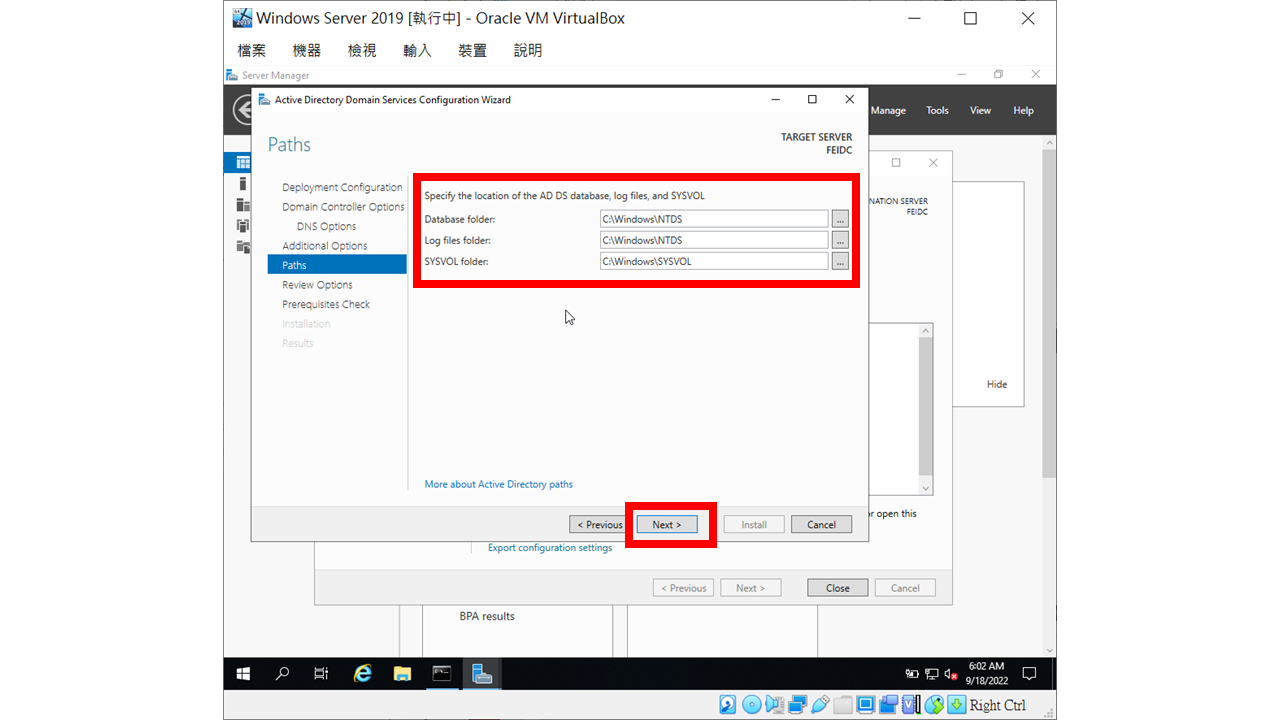 Windows Server 2019 [執行中] - Oracle VM VirtualBox
檔案 機器 檢視 輸入 裝置 說明
Server Manager
Manage Tools View Help
Active Directory Domain Services Configuration Wizard
Paths
TARGET SERVER
FEIDC
Deployment Configuration
Domain Controller Options
DNS Options
Additional Options
Paths
Review Options
Prerequisites Check
Installation
Results
Specify the location of the AD DS database, log files, and SYSVOL
Database folder: C:\Windows\NTDS ...
Log files folder: C:\Windows\NTDS ...
SYSVOL folder: C:\Windows\SYSVOL ...
More about Active Directory paths
< Previous Next > Install Cancel
NATION SERVER
FEIDC
Hide
or open this
Export configuration settings
< Previous Next > Close Cancel
BPA results
6:02 AM
9/18/2022
Right Ctrl